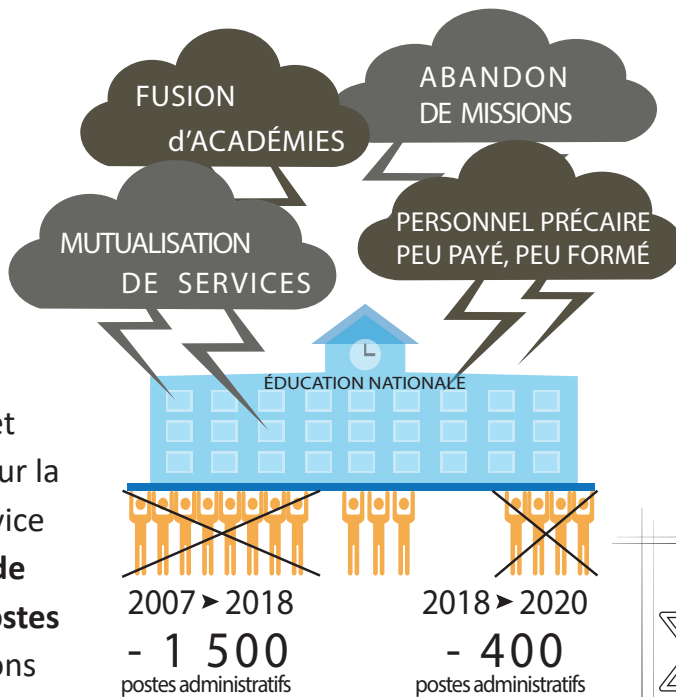 FUSION
d'ACADÉMIES
ABANDON
DE MISSIONS
MUTUALISATION
DE SERVICES
PERSONNEL PRÉCAIRE
PEU PAYÉ, PEU FORMÉ
ÉDUCATION NATIONALE
et
ur la
vice
de
ostes
ons
2007 ➤ 2018
- 1 500
postes administratifs
2018 ➤ 2020
- 400
postes administratifs